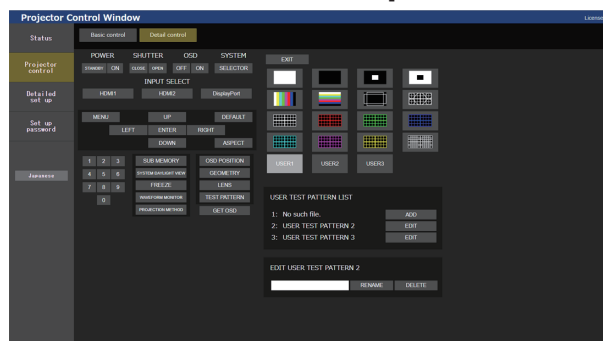 Projector Control Window
License
Status
Projector
control
Detailed
set up
Set up
password
Japanese
Basic control
Detail control
POWER SHUTTER OSD SYSTEM
STANDBY ON CLOSE OPEN OFF ON SELECTOR
INPUT SELECT
HDMI1 HDMI2 DisplayPort
MENU UP DEFAULT
LEFT ENTER RIGHT
DOWN ASPECT
1 2 3 SUB MEMORY OSD POSITION
4 5 6 SYSTEM DAYLIGHT VIEW GEOMETRY
7 8 9 FREEZE LENS
0 WAVEFORM MONITOR TEST PATTERN
PROJECTION METHOD GET OSD
EXIT
USER1 USER2 USER3
USER TEST PATTERN LIST
1: No such file. ADD
2: USER TEST PATTERN 2 EDIT
3: USER TEST PATTERN 3 EDIT
EDIT USER TEST PATTERN 2
RENAME DELETE